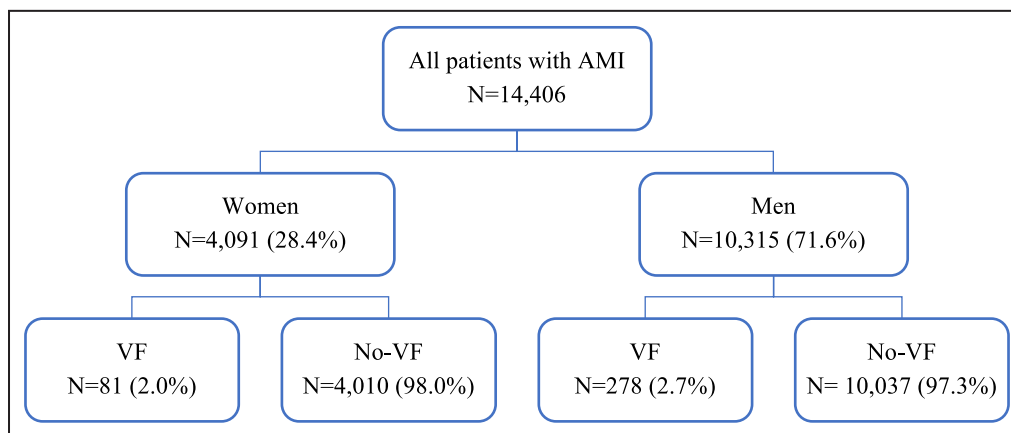 All patients with AMI
N=14,406
Women
N=4,091 (28.4%)
Men
N=10,315 (71.6%)
VF
N=81 (2.0%)
No-VF
N=4,010 (98.0%)
VF
N=278 (2.7%)
No-VF
N= 10,037 (97.3%)